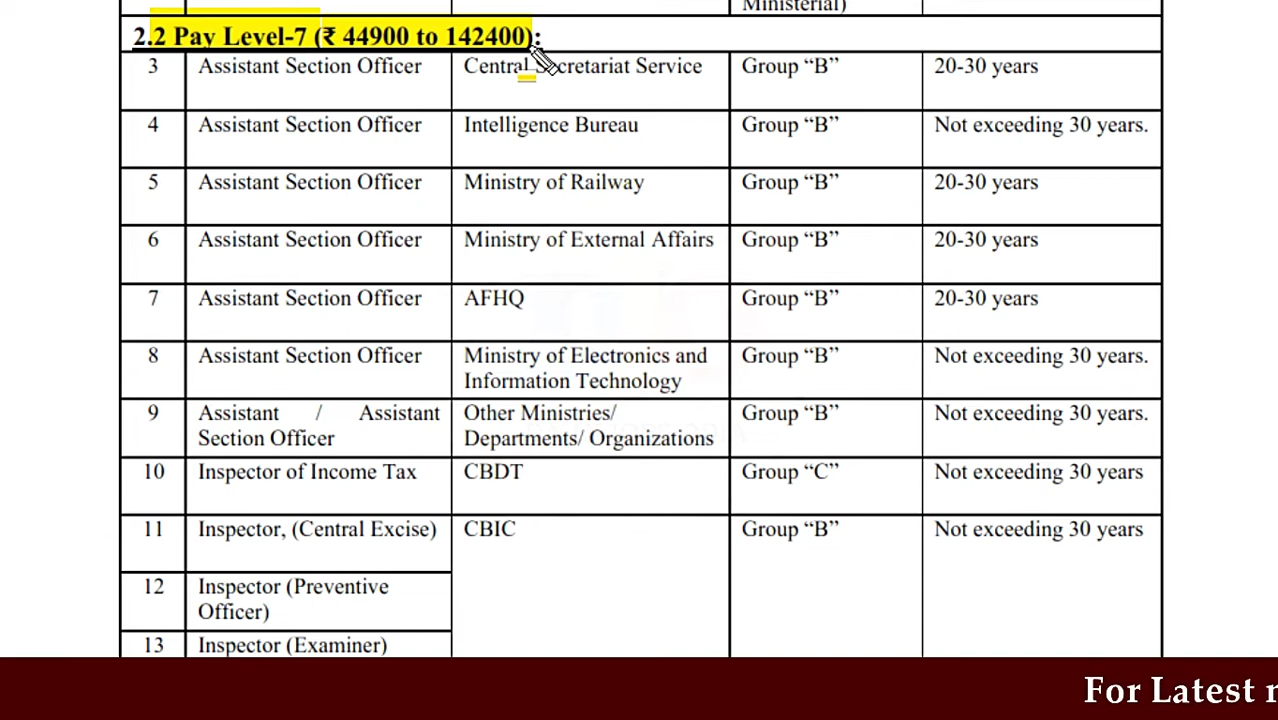 Ministerial)
2.2 Pay Level-7 (₹ 44900 to 142400):
3 Assistant Section Officer Central Secretariat Service Group “B” 20-30 years
4 Assistant Section Officer Intelligence Bureau Group “B” Not exceeding 30 years.
5 Assistant Section Officer Ministry of Railway Group “B” 20-30 years
6 Assistant Section Officer Ministry of External Affairs Group “B” 20-30 years
7 Assistant Section Officer AFHQ Group “B” 20-30 years
8 Assistant Section Officer Ministry of Electronics and Group “B” Not exceeding 30 years.
Information Technology
9 Assistant / Assistant Other Ministries/ Group “B” Not exceeding 30 years.
Section Officer Departments/ Organizations
10 Inspector of Income Tax CBDT Group “C” Not exceeding 30 years
11 Inspector, (Central Excise) CBIC Group “B” Not exceeding 30 years
12 Inspector (Preventive
Officer)
13 Inspector (Examiner)
For Latest